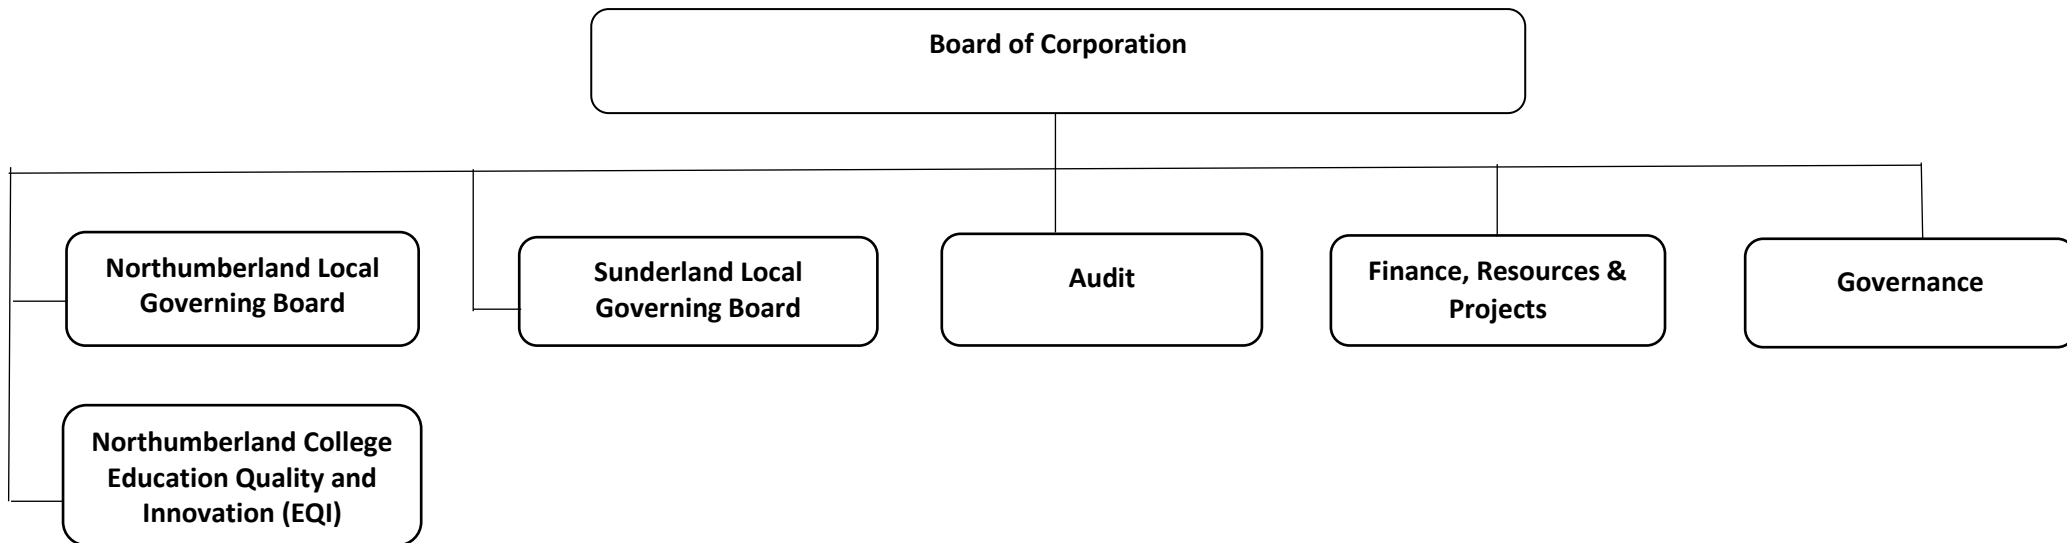 Board of Corporation
Northumberland Local
Governing Board
Sunderland Local
Governing Board
Audit
Finance, Resources &
Projects
Governance
Northumberland College
Education Quality and
Innovation (EQI)